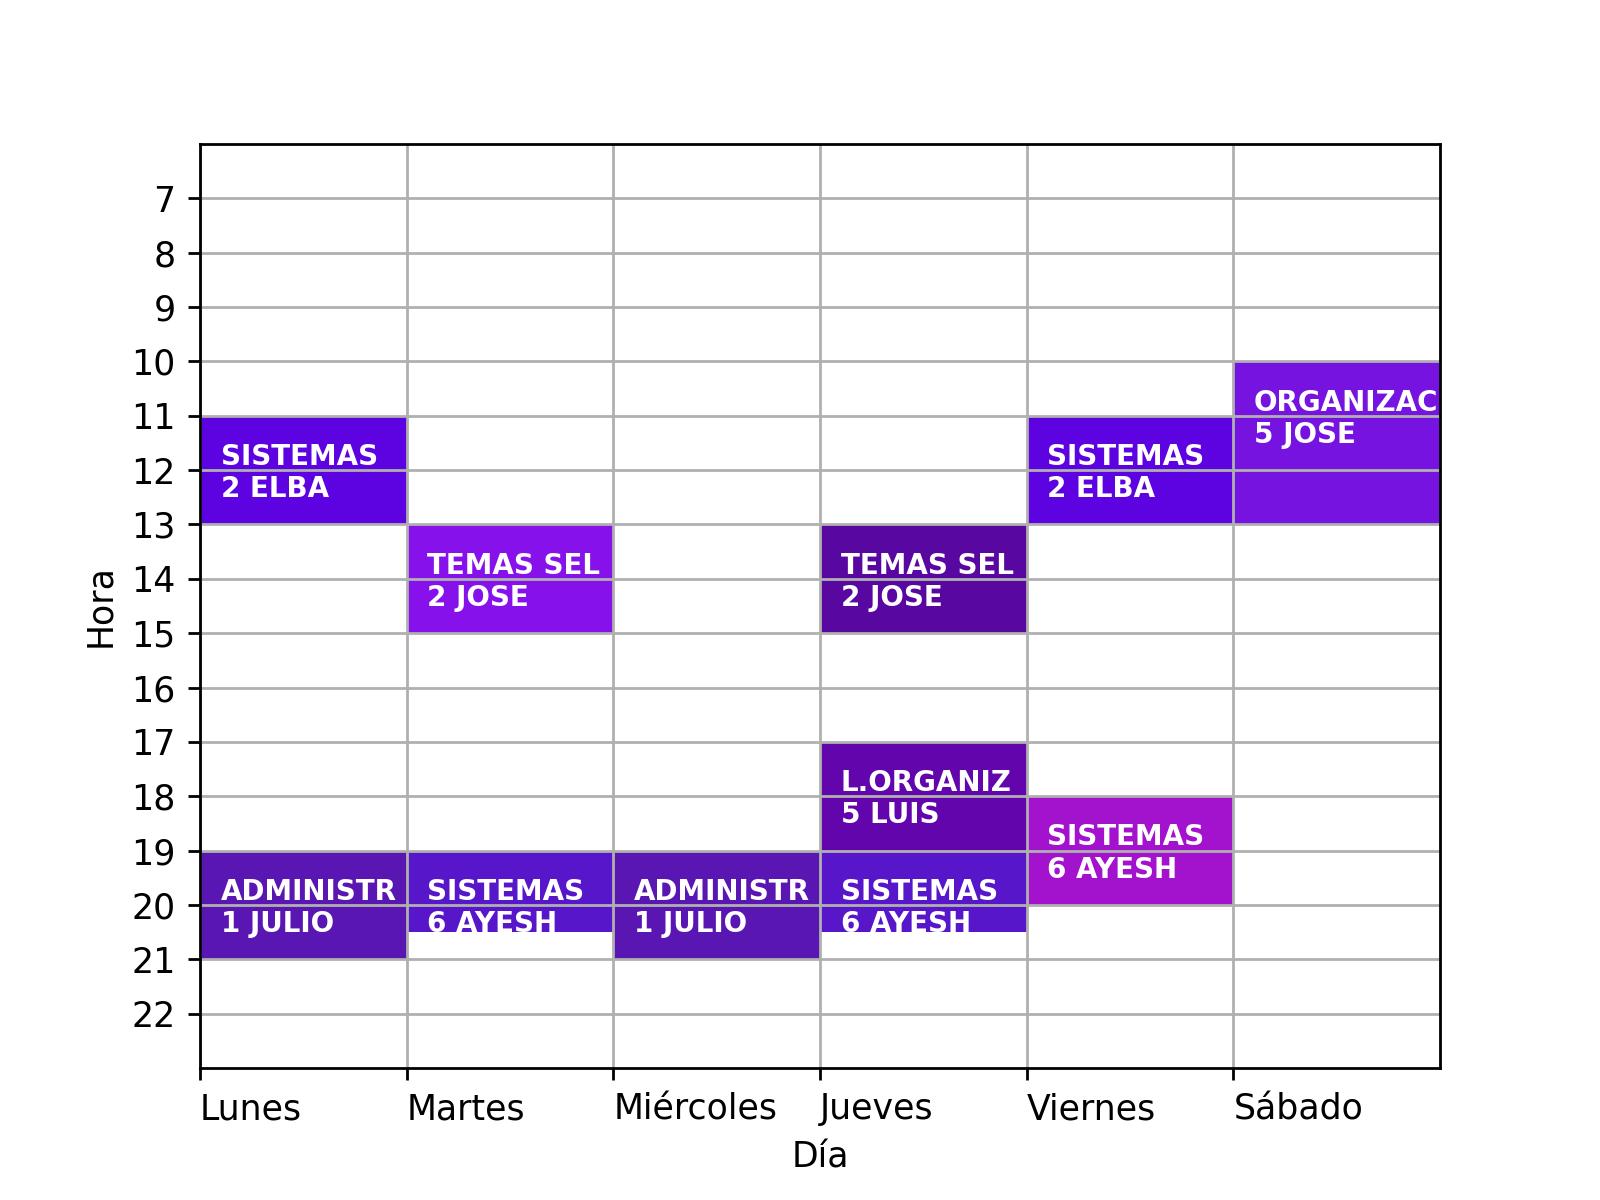 7
8
9
10
11
12
13
14
15
16
17
18
19
20
21
22
Hora
SISTEMAS
2 ELBA
ADMINISTR
1 JULIO
TEMAS SEL
2 JOSE
SISTEMAS
6 AYESH
ADMINISTR
1 JULIO
TEMAS SEL
2 JOSE
L.ORGANIZ
5 LUIS
SISTEMAS
6 AYESH
SISTEMAS
2 ELBA
SISTEMAS
6 AYESH
ORGANIZAC
5 JOSE
Lunes Martes Miércoles Jueves Viernes Sábado
Día